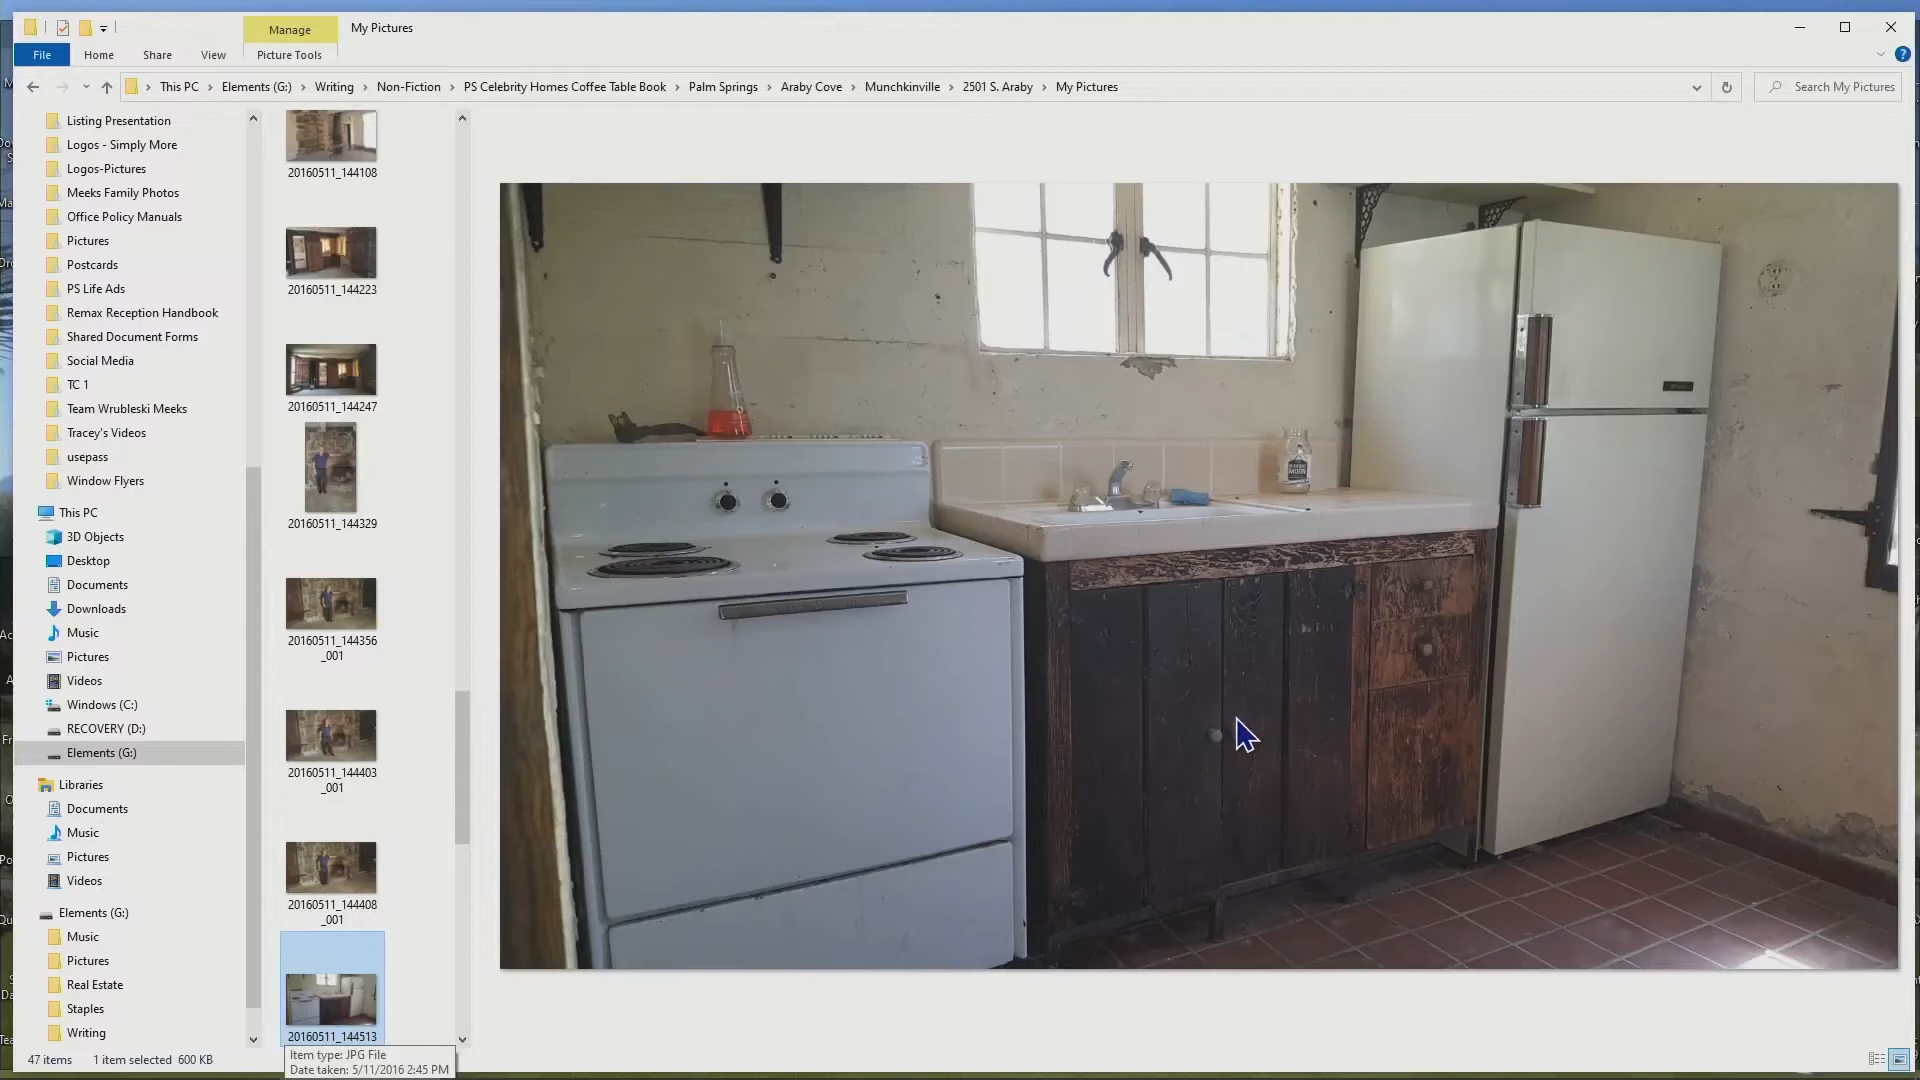 Manage
My Pictures
File
Home
Share
View
Picture Tools
This PC
Elements (G:)
Writing
Non-Fiction
PS Celebrity Homes Coffee Table Book
Palm Springs
Araby Cove
Munchkinville
2501 S. Araby
My Pictures
Search My Pictures
Listing Presentation
Logos - Simply More
Logos-Pictures
Meeks Family Photos
Office Policy Manuals
Pictures
Postcards
PS Life Ads
Remax Reception Handbook
Shared Document Forms
Social Media
TC 1
Team Wrubleski Meeks
Tracey's Videos
usepass
Window Flyers
This PC
3D Objects
Desktop
Documents
Downloads
Music
Pictures
Videos
Windows (C:)
RECOVERY (D:)
Elements (G:)
Libraries
Documents
Music
Pictures
Videos
Elements (G:)
Music
Pictures
Real Estate
Staples
Writing
20160511_144108
20160511_144223
20160511_144247
20160511_144329
20160511_144356
_001
20160511_144403
_001
20160511_144408
_001
20160511_144513
MOON
47 items
1 item selected 600 KB
Item type: JPG File
Date taken: 5/11/2016 2:45 PM